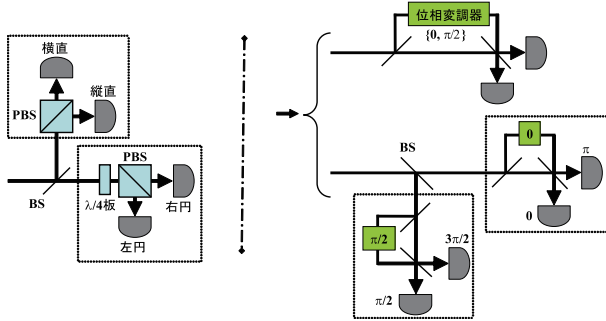 横直
縦直
PBS
PBS
BS
λ/4板
右円
左円
位相変調器
{0, π/2}
BS
0
π
0
π/2
3π/2
π/2